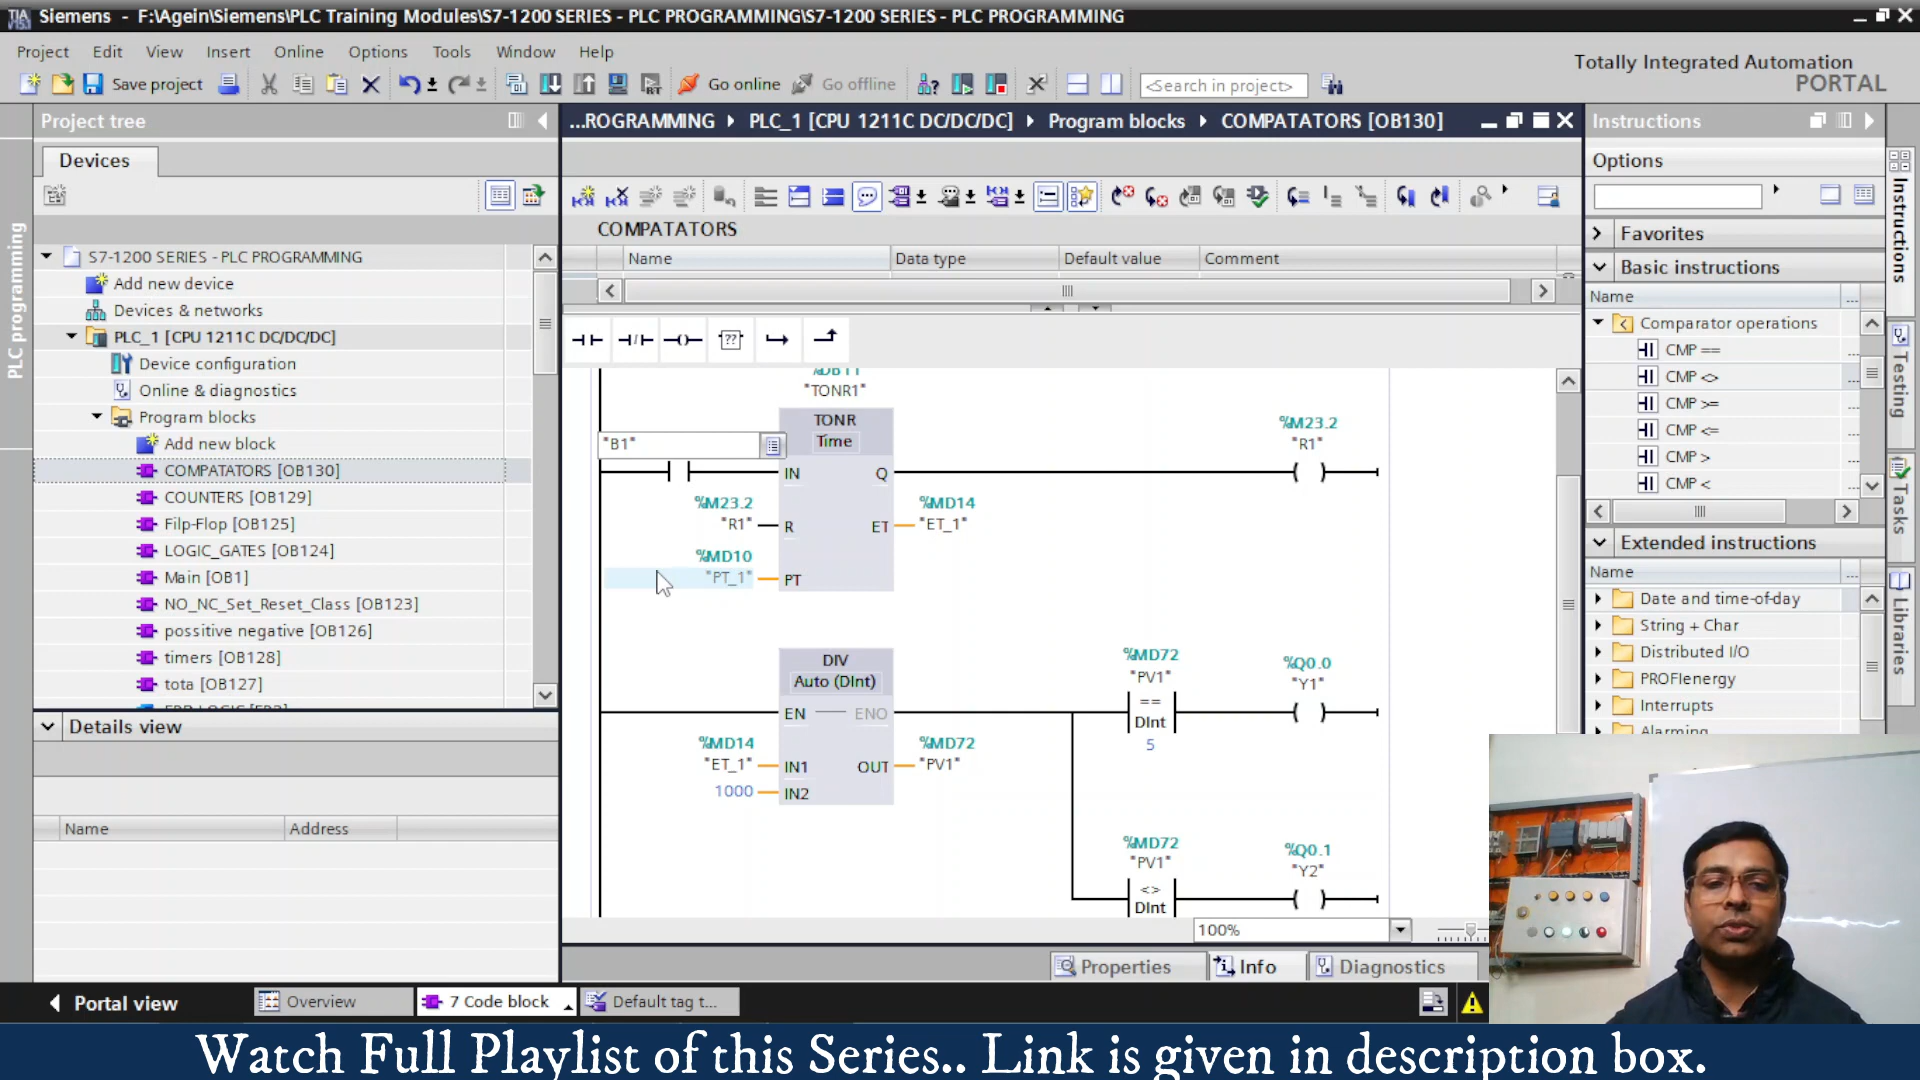 Siemens - F:\Agein\Siemens\PLC Training Modules\S7-1200 SERIES - PLC PROGRAMMING\S7-1200 SERIES - PLC PROGRAMMING
Project Edit View Insert Online Options Tools Window Help
Totally Integrated Automation
PORTAL
Save project
Go online
Go offline
<Search in project>
Project tree
...ROGRAMMING PLC_1 [CPU 1211C DC/DC/DC] Program blocks COMPATATORS [OB130]
Instructions
Devices
Options
PLC programming
COMPATATORS
Name Data type Default value Comment
S7-1200 SERIES - PLC PROGRAMMING
Add new device
Devices & networks
PLC_1 [CPU 1211C DC/DC/DC]
Device configuration
Online & diagnostics
Program blocks
Add new block
COMPATATORS [OB130]
COUNTERS [OB129]
Filp-Flop [OB125]
LOGIC_GATES [OB124]
Main [OB1]
NO_NC_Set_Reset_Class [OB123]
possitive negative [OB126]
timers [OB128]
tota [OB127]
Details view
Name Address
%DB11
"TONR1"
TONR
Time
"B1"
IN Q
%M23.2
"R1"
%M23.2
"R1"
R
ET
%MD14
"ET_1"
%MD10
"PT_1"
PT
DIV
Auto (DInt)
EN ENO
%MD14
"ET_1"
IN1
1000
IN2
OUT
%MD72
"PV1"
%MD72
"PV1"
==
DInt
5
%Q0.0
"Y1"
%MD72
"PV1"
<>
DInt
%Q0.1
"Y2"
100%
Favorites
Basic instructions
Name ...
Comparator operations
CMP == ...
CMP <> ...
CMP >= ...
CMP <= ...
CMP > ...
CMP < ...
Extended instructions
Name ...
Date and time-of-day
String + Char
Distributed I/O
PROFIenergy
Interrupts
Alarming
Instructions
Testing
Tasks
Libraries
Properties
Info
Diagnostics
Portal view
Overview
7 Code block
Default tag t...
Watch Full Playlist of this Series.. Link is given in description box.